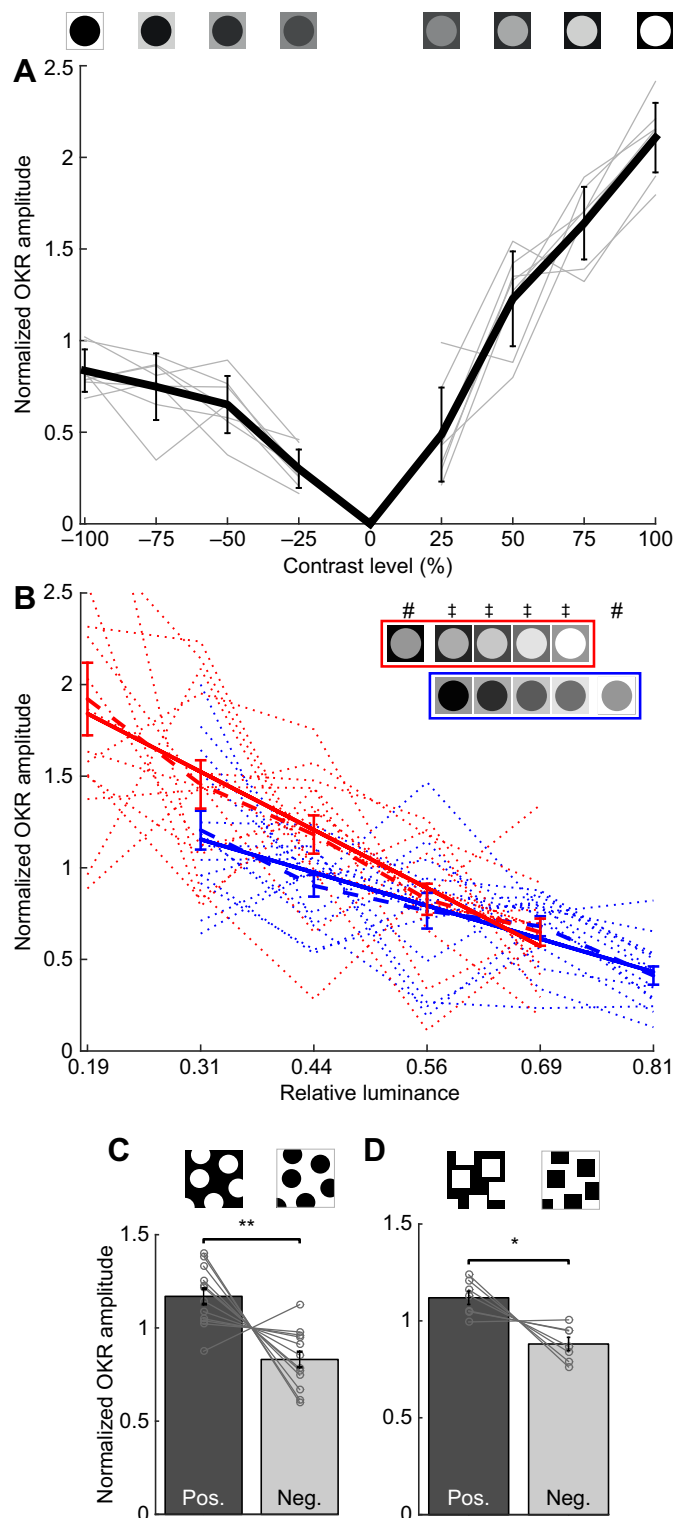 A
2.5
2
1.5
1
0.5
0
Normalized OKR amplitude
–100 –75 –50 –25 0 25 50 75 100
Contrast level (%)
B
# ‡ ‡ ‡ ‡ #
2.5
2
1.5
1
0.5
0
Normalized OKR amplitude
0.19 0.31 0.44 0.56 0.69 0.81
Relative luminance
C
**
1.5
1
0.5
0
Normalized OKR amplitude
Pos. Neg.
D
*
1.5
1
0.5
0
Pos. Neg.